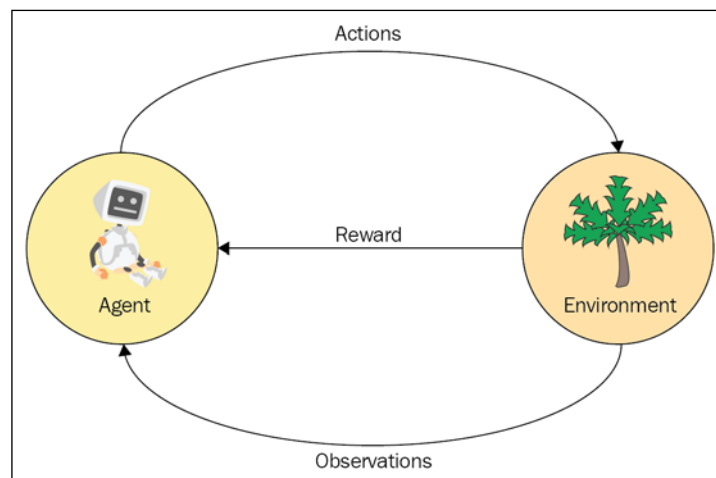 Actions
Reward
Agent
Environment
Observations